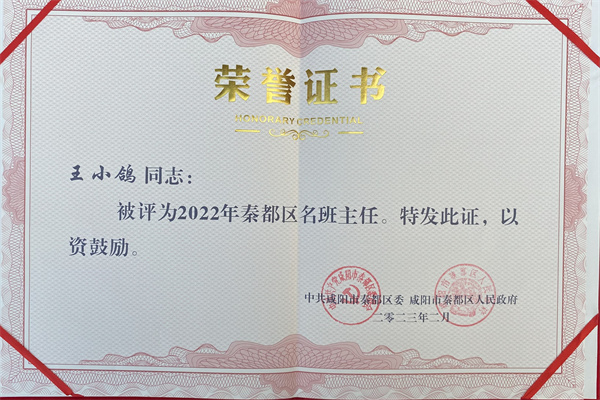 荣誉证书
HONORARY CREDENTIAL
王小鸽 同志：
被评为2022年秦都区名班主任。特发此证，以
资鼓励。
中共咸阳市秦都区委 咸阳市秦都区人民政府
二零二三年二月